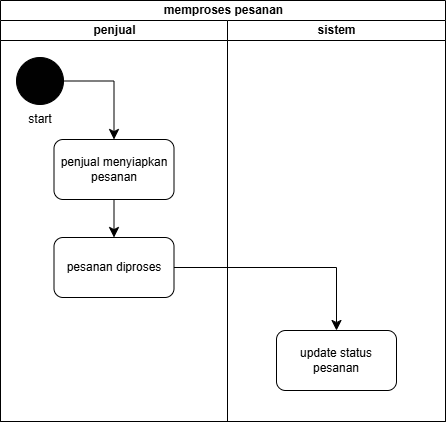 memproses pesanan
penjual
sistem
start
penjual menyiapkan
pesanan
pesanan diproses
update status
pesanan